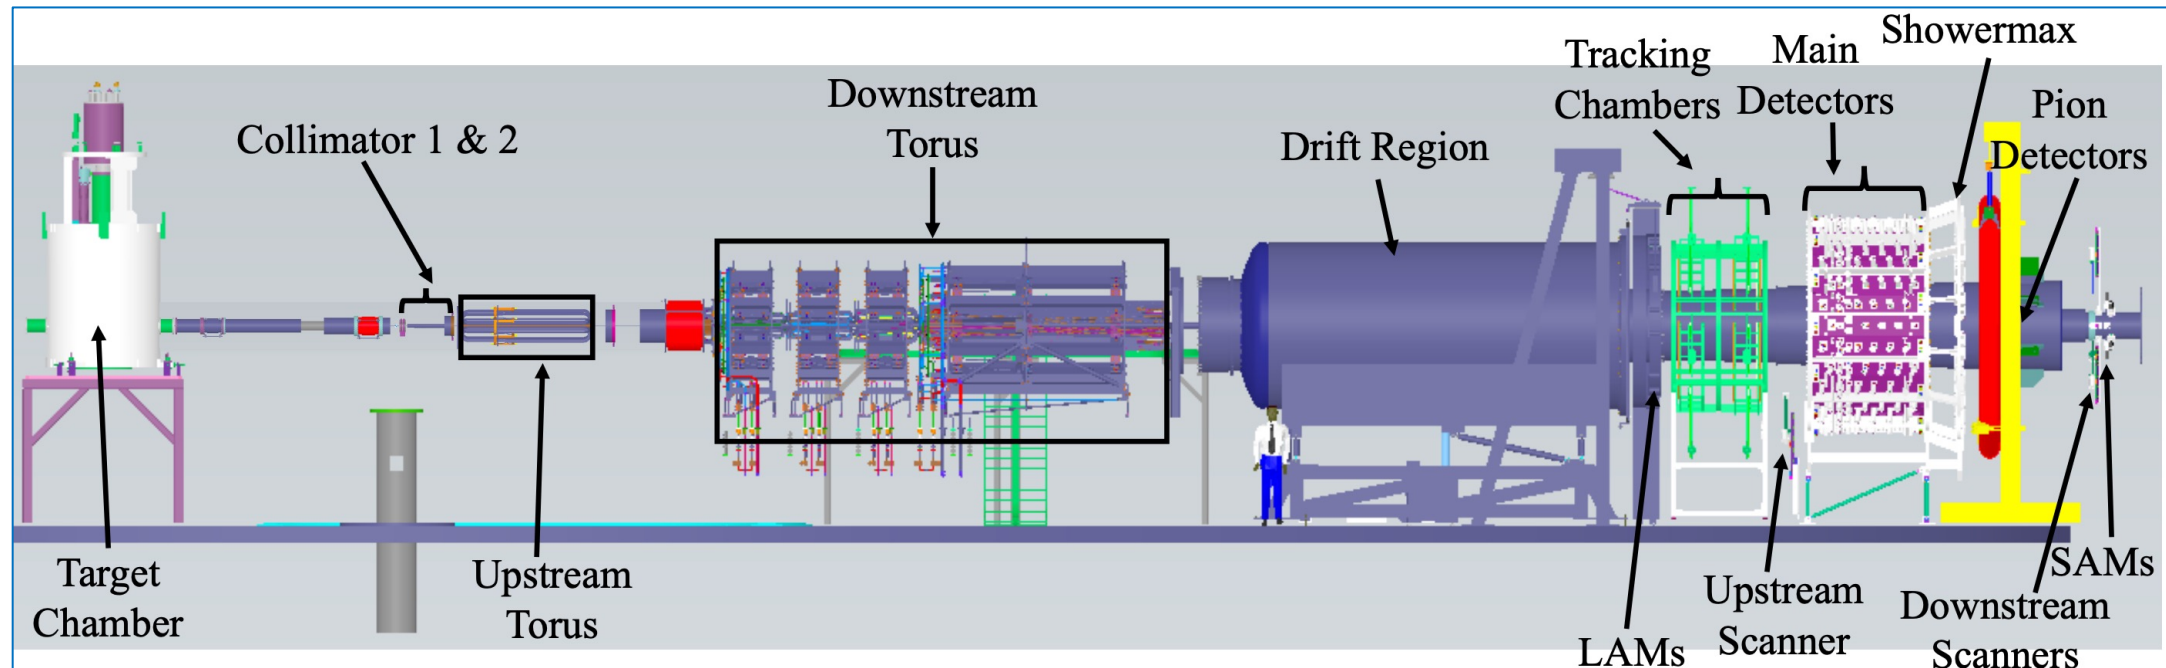 Showermax
Tracking
Chambers
Main
Detectors
Downstream
Torus
Pion
Detectors
Collimator 1 & 2
Drift Region
Target
Chamber
Upstream
Torus
SAMs
Upstream
Scanner
Downstream
Scanners
LAMs